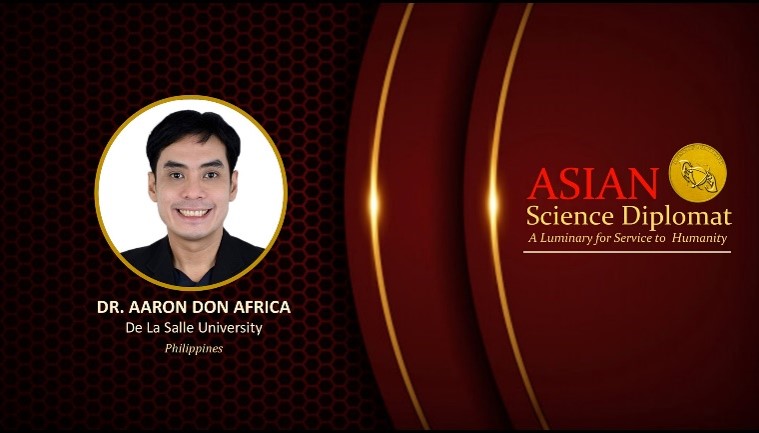 DR. AARON DON AFRICA
De La Salle University
Philippines
ASIAN
Science Diplomat
A Luminary for Service to Humanity